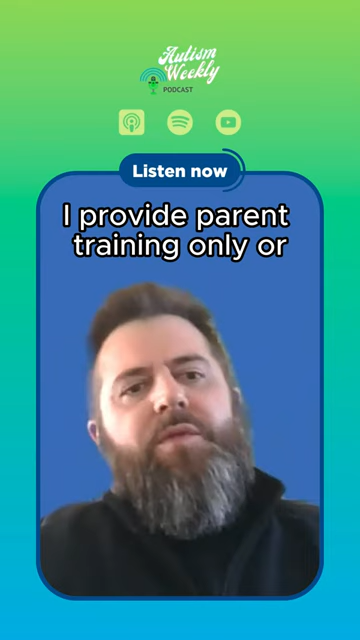 Autism
Weekly
PODCAST
Listen now
I provide parent
training only or